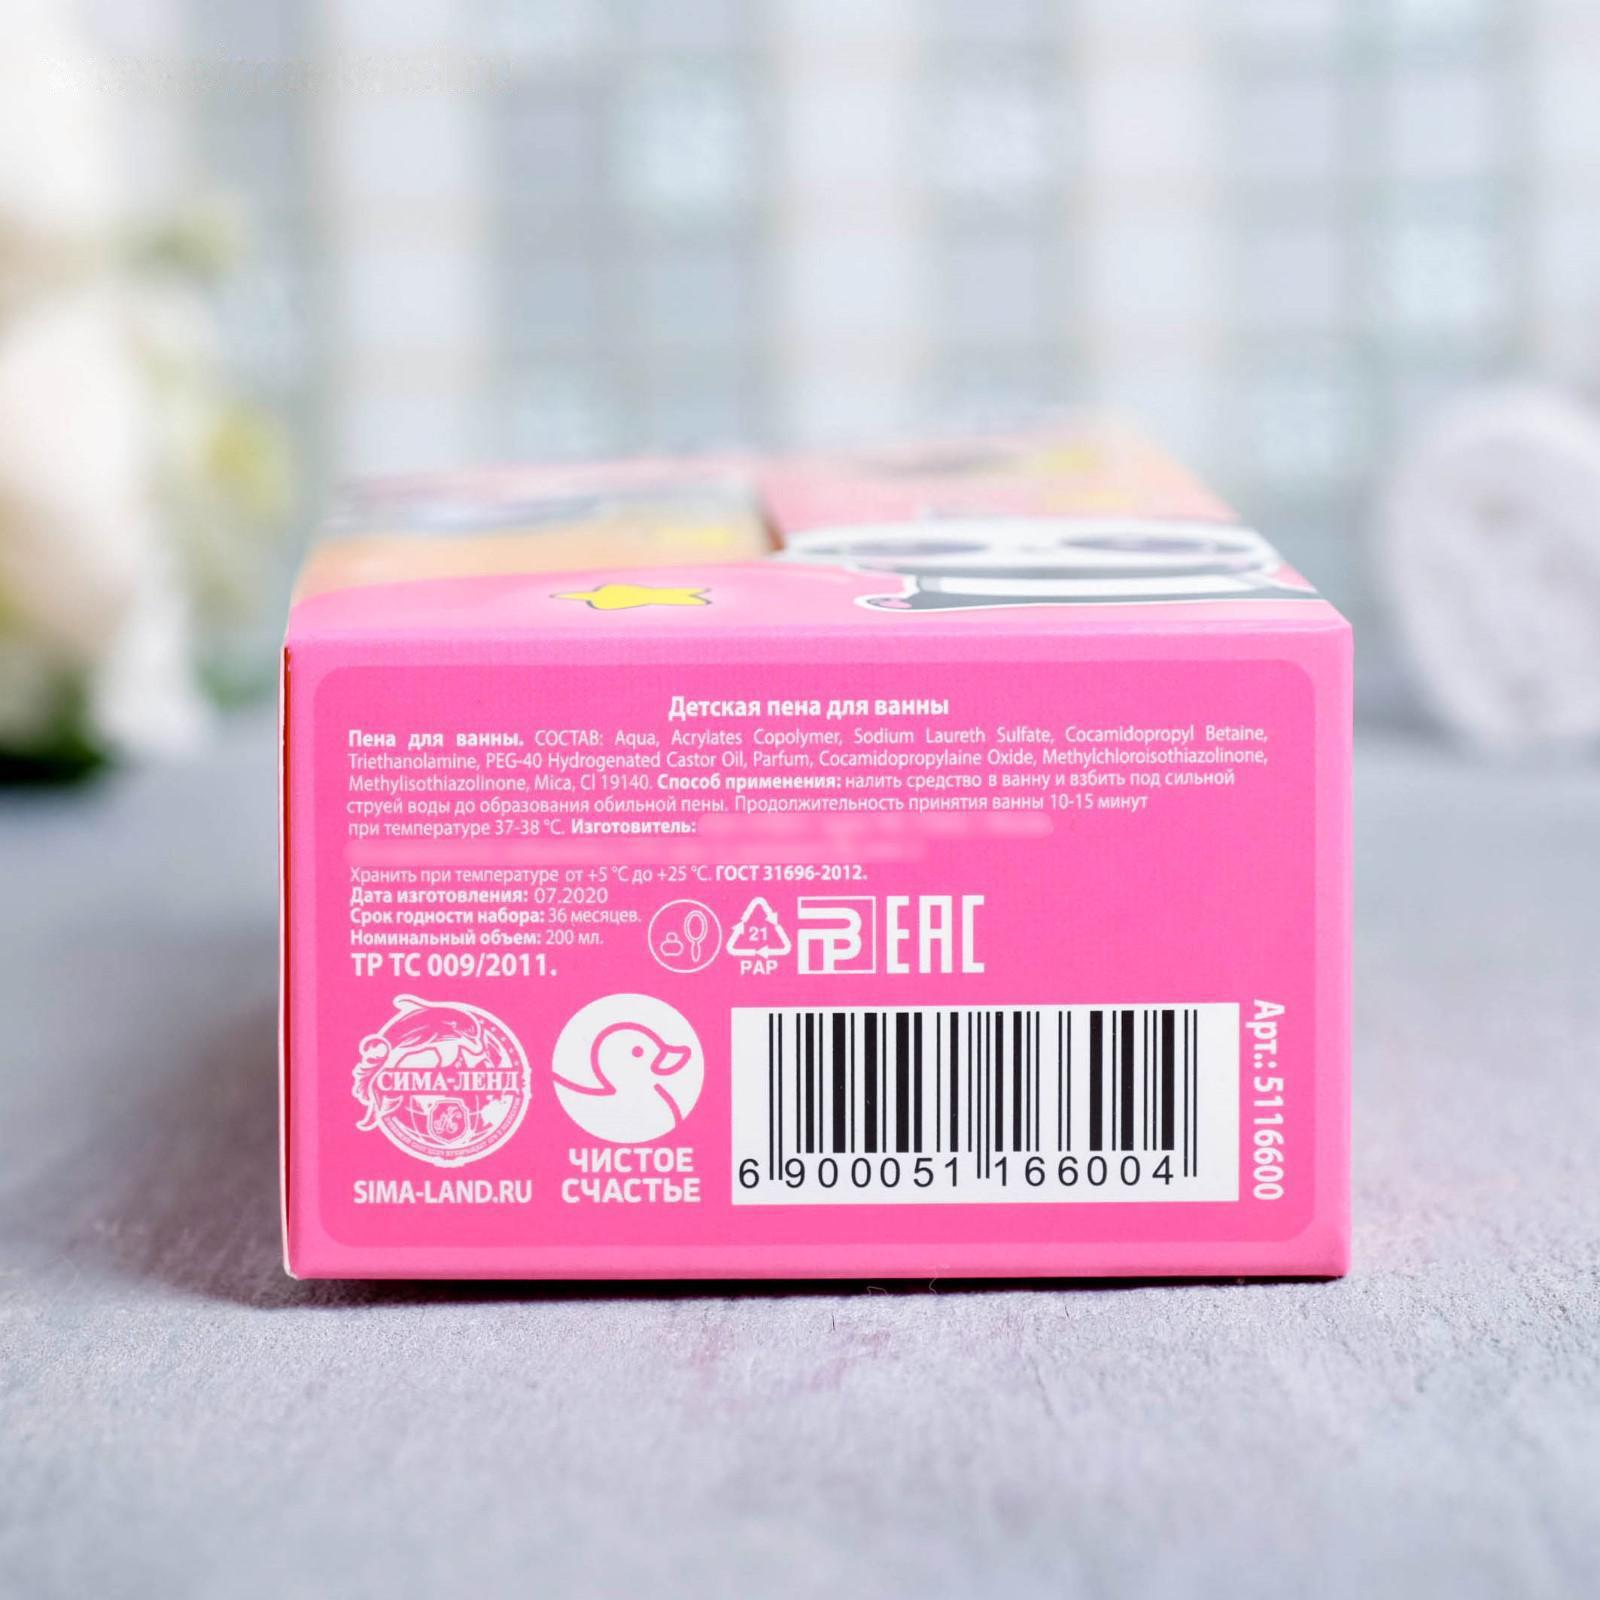 Детская пена для ванны
Пена для ванны. СОСТАВ: Aqua, Acrylates Copolymer, Sodium Laureth Sulfate, Cocamidopropyl Betaine,
Triethanolamine, PEG-40 Hydrogenated Castor Oil, Parfum, Cocamidopropylaine Oxide, Methylchloroisothiazolinone,
Methylisothiazolinone, Mica, Cl 19140. Способ применения: налить средство в ванну и взбить под сильной
струей воды до образования обильной пены. Продолжительность принятия ванны 10-15 минут
при температуре 37-38 °C. Изготовитель:
Хранить при температуре от +5 °C до +25 °C. ГОСТ 31696-2012.
Дата изготовления: 07.2020
Срок годности набора: 36 месяцев.
Номинальный объем: 200 мл.
ТР ТС 009/2011.
21
PAP
EAC
СИМА-ЛЕНД
SIMA-LAND.RU
ЧИСТОЕ
СЧАСТЬЕ
6 900051 166004
Арт.: 5116600